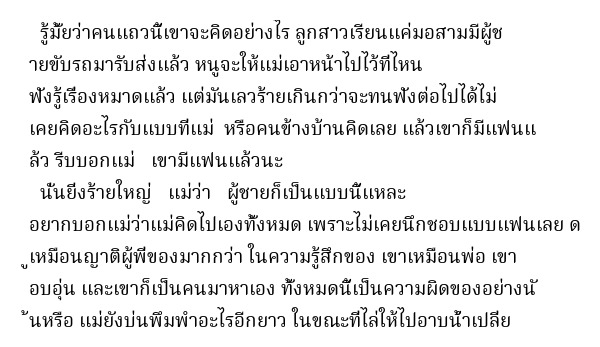 รู้มั้ยว่าคนแถวนี้เขาจะคิดอย่างไร ลูกสาวเรียนแค่มอสามมีผู้ช
ายขับรถมารับส่งแล้ว หนูจะให้แม่เอาหน้าไปไว้ที่ไหน
ฟังรู้เรื่องหมาดแล้ว แต่มันเลวร้ายเกินกว่าจะทนฟังต่อไปได้ไม่
เคยคิดอะไรกับแบบที่แม่  หรือคนข้างบ้านคิดเลย แล้วเขาก็มีแฟนแ
ล้ว รีบบอกแม่   เขามีแฟนแล้วนะ
นั่นยิ่งร้ายใหญ่   แม่ว่า   ผู้ชายก็เป็นแบบนี้แหละ
อยากบอกแม่ว่าแม่คิดไปเองทั้งหมด เพราะไม่เคยนึกชอบแบบแฟนเลย ด
ูเหมือนญาติผู้พี่ของมากกว่า ในความรู้สึกของ เขาเหมือนพ่อ เขา
อบอุ่น และเขาก็เป็นคนมาหาเอง ทั้งหมดนี้เป็นความผิดของอย่างนั
้นหรือ แม่ยังบ่นพึมพำอะไรอีกยาว ในขณะที่ไล่ให้ไปอาบน้ำเปลี่ย